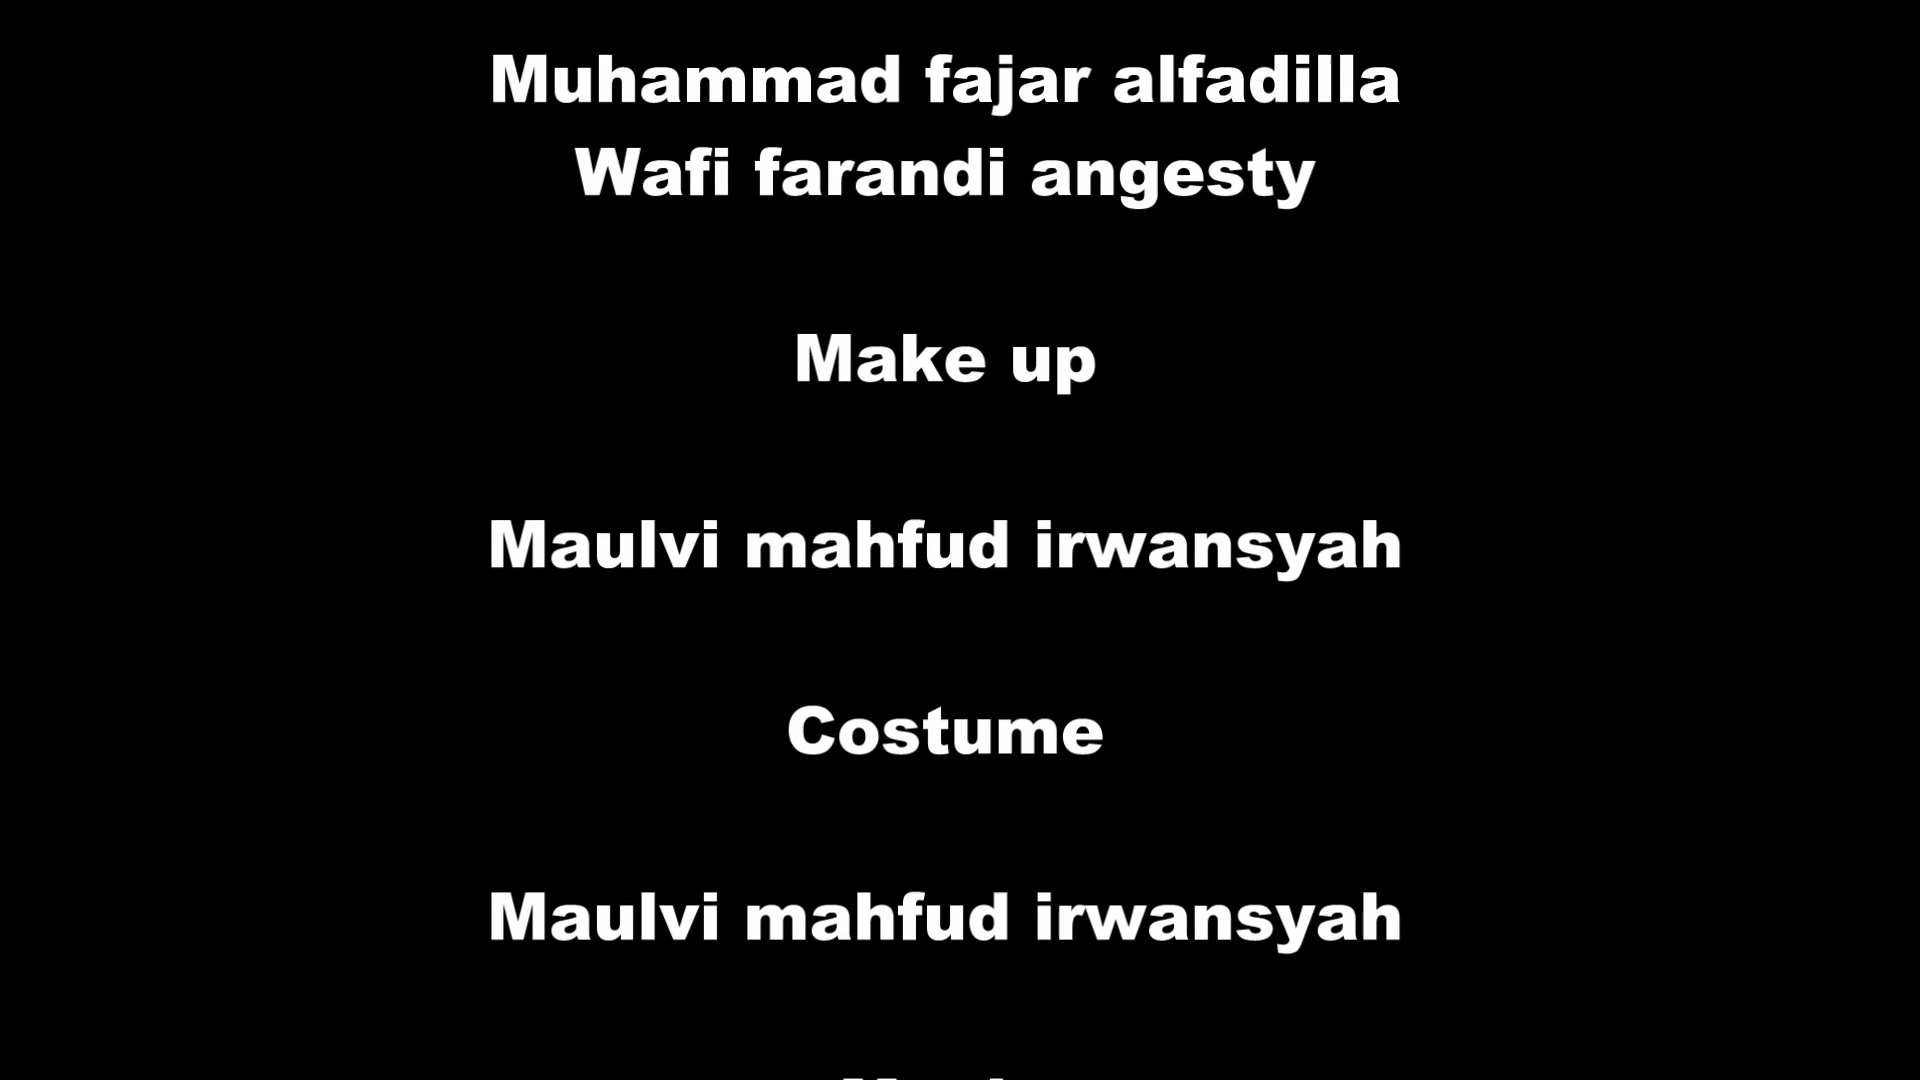 Muhammad fajar alfadilla
Wafi farandi angesty
Make up
Maulvi mahfud irwansyah
Costume
Maulvi mahfud irwansyah